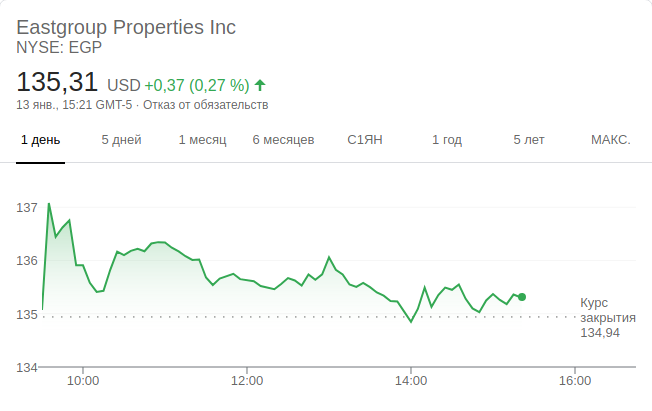 Eastgroup Properties Inc
NYSE: EGP
135,31 USD +0,37 (0,27 %)
13 янв., 15:21 GMT-5 · Отказ от обязательств
1 день 5 дней 1 месяц 6 месяцев С1ЯН 1 год 5 лет МАКС.
137
136
135
134
Курс
закрытия
134,94
10:00 12:00 14:00 16:00